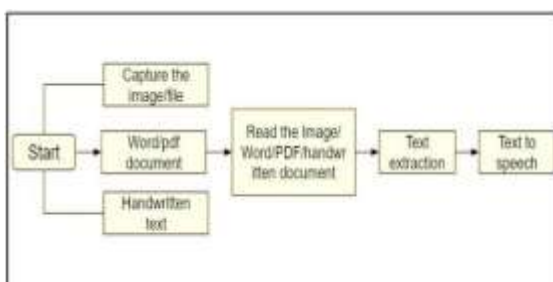 Capture the
image/file
Start
Word/pdf
document
Handwritten
text
Read the Image/
Word/PDF/handwr
itten document
Text
extraction
Text to
speech